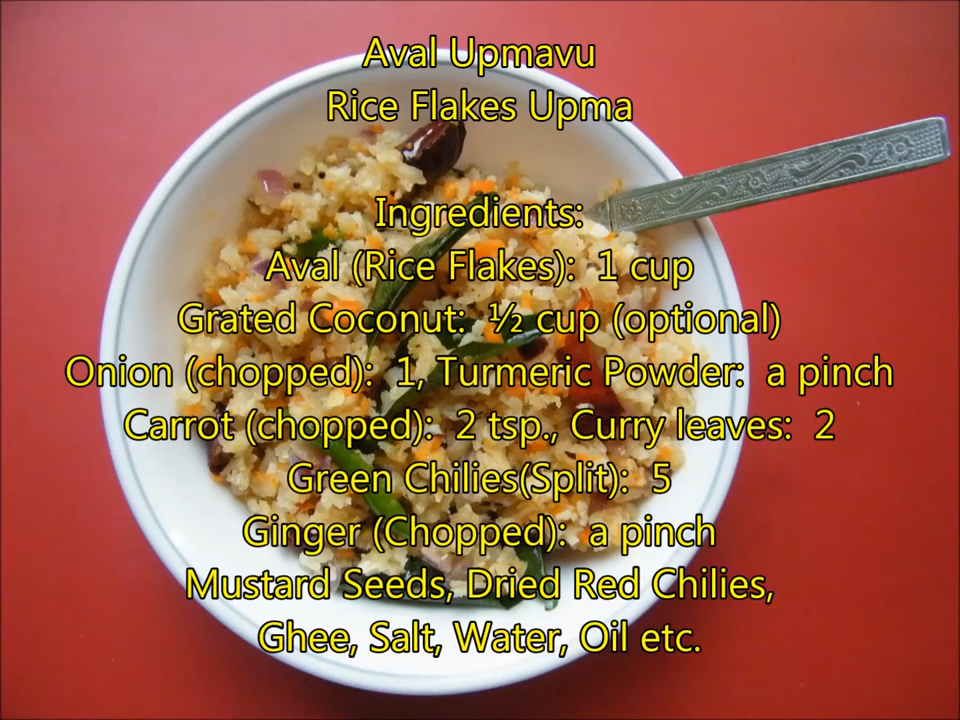 Aval Upmavu
Rice Flakes Upma
Ingredients:
Aval (Rice Flakes):  1 cup
Grated Coconut:  ½ cup (optional)
Onion (chopped):  1, Turmeric Powder:  a pinch
Carrot (chopped):  2 tsp., Curry leaves:  2
Green Chilies(Split):  5
Ginger (Chopped):  a pinch
Mustard Seeds, Dried Red Chilies,
Ghee, Salt, Water, Oil etc.